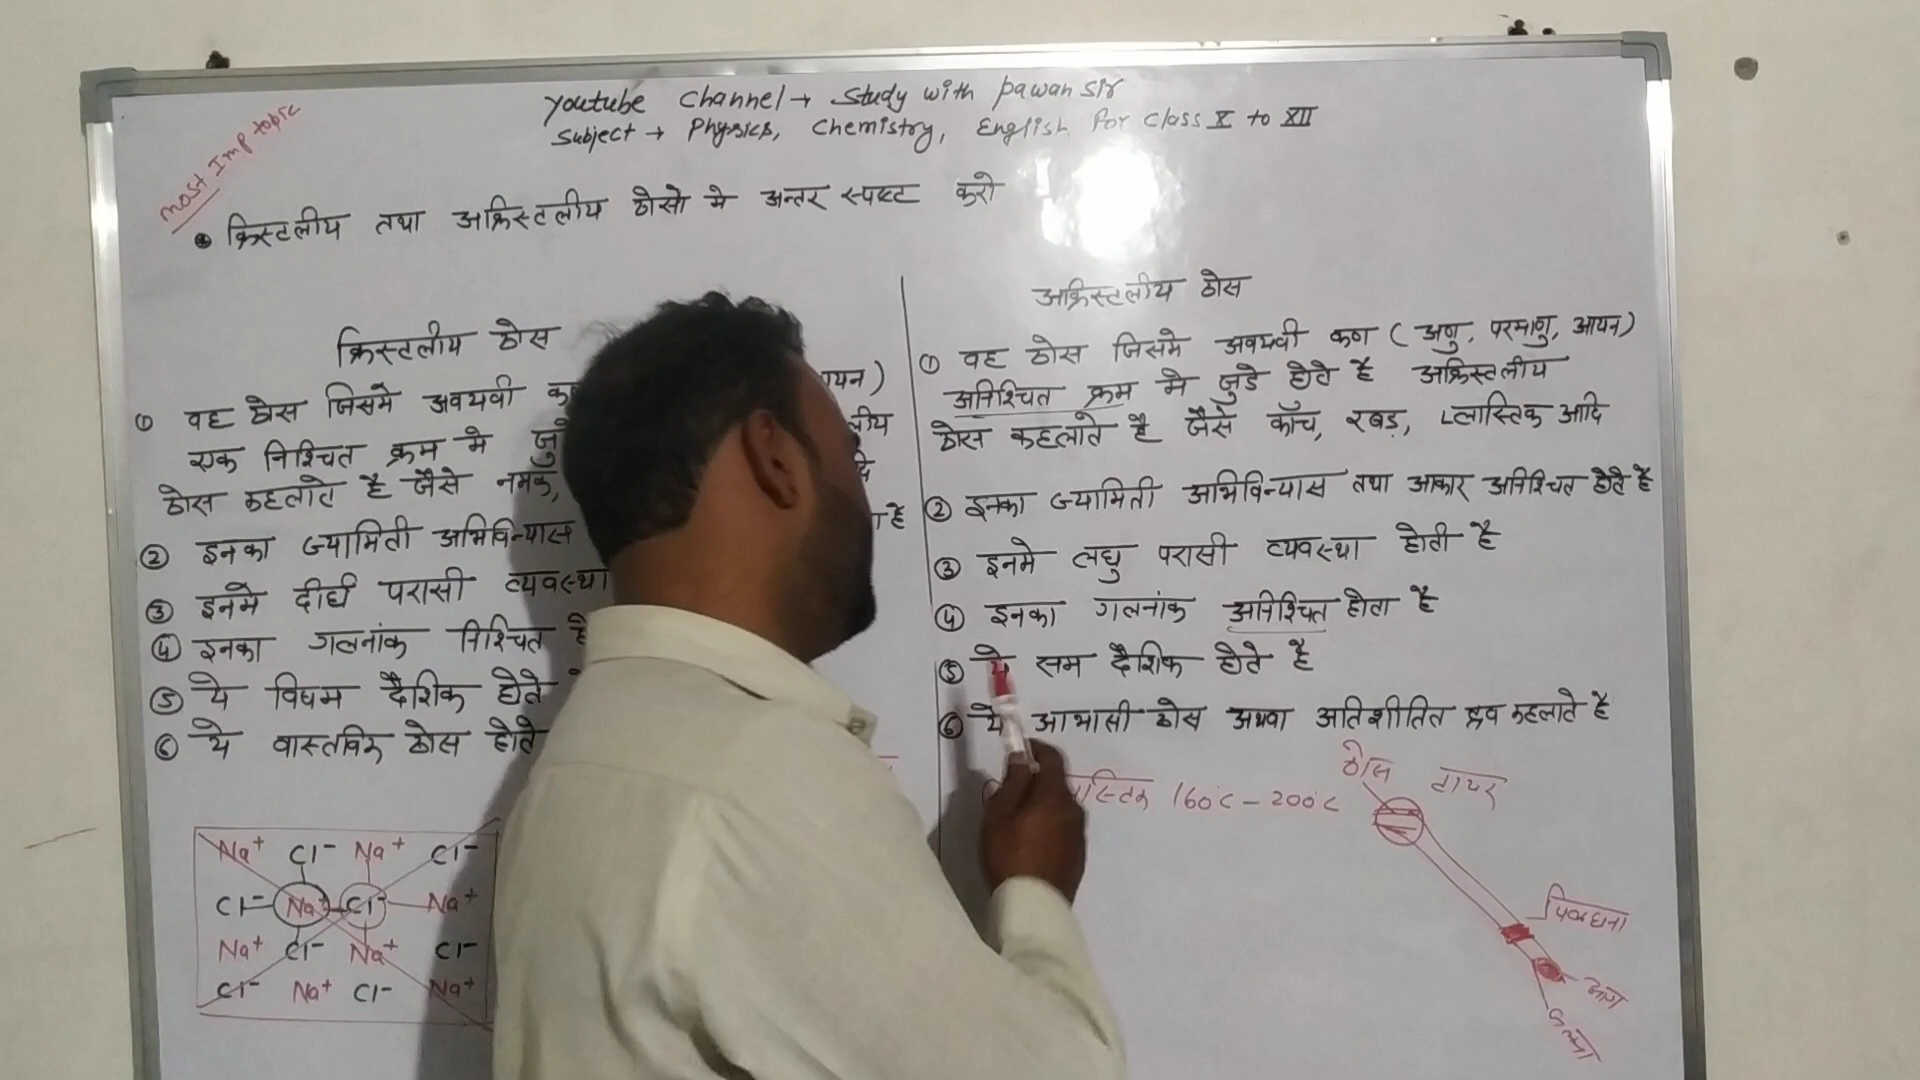 Youtube channel → Study with pawan sir
Subject → Physics, Chemistry, English For class X to XII
most Imp topic
क्रिस्टलीय तथा अक्रिस्टलीय ठोसो मे अन्तर स्पष्ट करो
क्रिस्टलीय ठोस
① वह ठोस जिसमे अवयवी
एक निश्चित क्रम मे
ठोस कहलाते है जैसे नमक,
② इनका ज्यामिती अभिविन्यास
③ इनमे दीर्घ परासी व्यवस्था
④ इनका गलनांक निश्चित
⑤ ये विषम दैशिक होते
⑥ ये वास्तविक ठोस होते
Na+ Cl- Na+ Cl-
Cl- Na+ Cl- Na+
Na+ Cl- Na+ Cl-
Cl- Na+ Cl- Na+
अक्रिस्टलीय ठोस
① वह ठोस जिसमे अवयवी कण ( अणु, परमाणु, आयन)
अनिश्चित क्रम मे जुडे होते है अक्रिस्टलीय
ठोस कहलाते है जैसे काँच, रबड़, प्लास्तिक आदि
② इनका ज्यामिती अभिविन्यास तथा आकार अनिश्चित होते है
③ इनमे लघु परासी व्यवस्था होती है
④ इनका गलनांक अनिश्चित होता है
⑤ ये सम दैशिक होते है
⑥ ये आभासी ठोस अथवा अतिशीतित द्रव कहलाते है
160°C - 200°C
ठोस टायर
पिघलना
आग